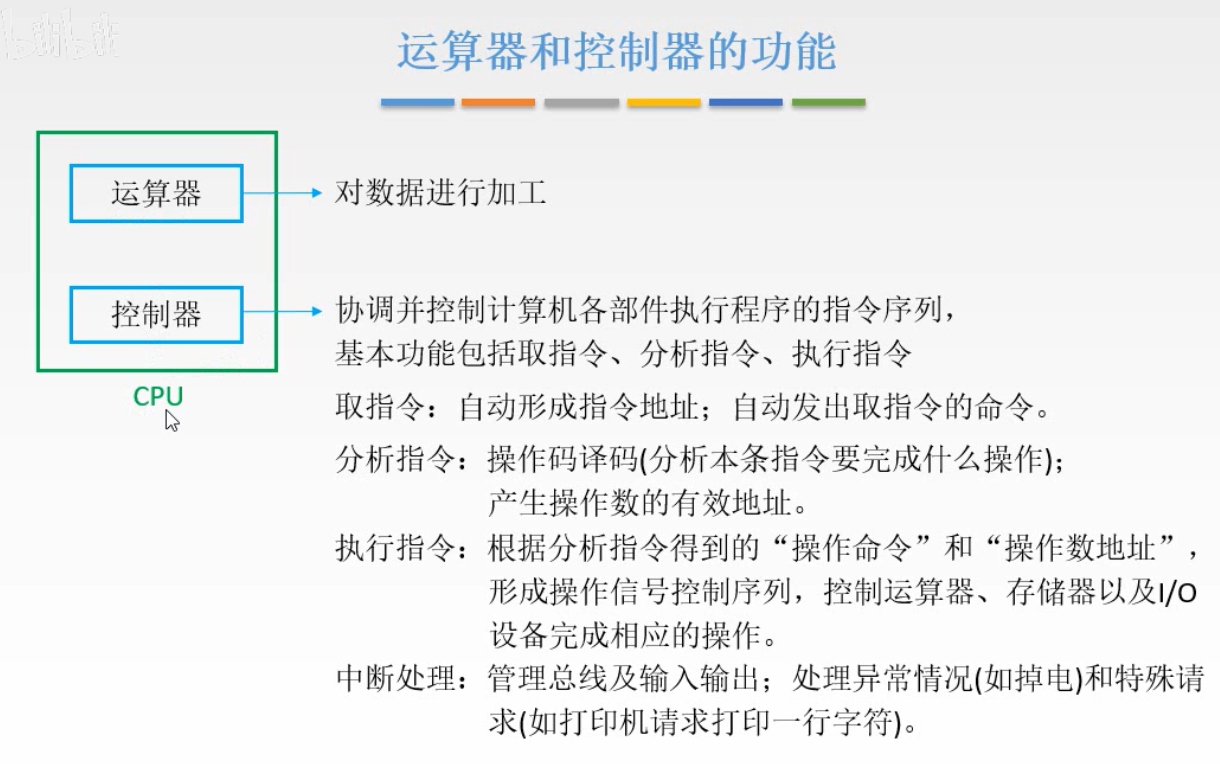 运算器和控制器的功能
运算器
对数据进行加工
控制器
协调并控制计算机各部件执行程序的指令序列，
基本功能包括取指令、分析指令、执行指令
CPU
取指令：自动形成指令地址；自动发出取指令的命令。
分析指令：操作码译码(分析本条指令要完成什么操作)；
产生操作数的有效地址。
执行指令：根据分析指令得到的“操作命令”和“操作数地址”，
形成操作信号控制序列，控制运算器、存储器以及I/O
设备完成相应的操作。
中断处理：管理总线及输入输出；处理异常情况(如掉电)和特殊请
求(如打印机请求打印一行字符)。